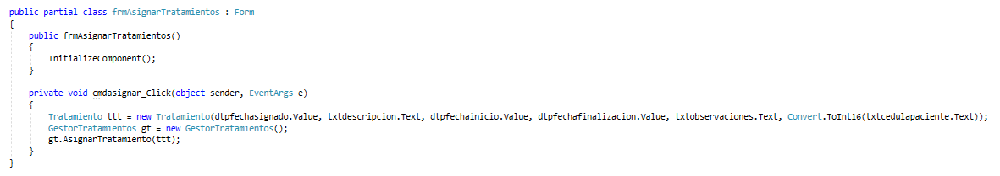 public partial class frmAsignarTratamientos : Form
{
public frmAsignarTratamientos()
{
InitializeComponent();
}
private void cmdasignar_Click(object sender, EventArgs e)
{
Tratamiento ttt = new Tratamiento(dtpfechasignado.Value, txtdescripcion.Text, dtpfechainicio.Value, dtpfechafinalizacion.Value, txtobservaciones.Text, Convert.ToInt16(txtcedulapaciente.Text));
GestorTratamientos gt = new GestorTratamientos();
gt.AsignarTratamiento(ttt);
}
}